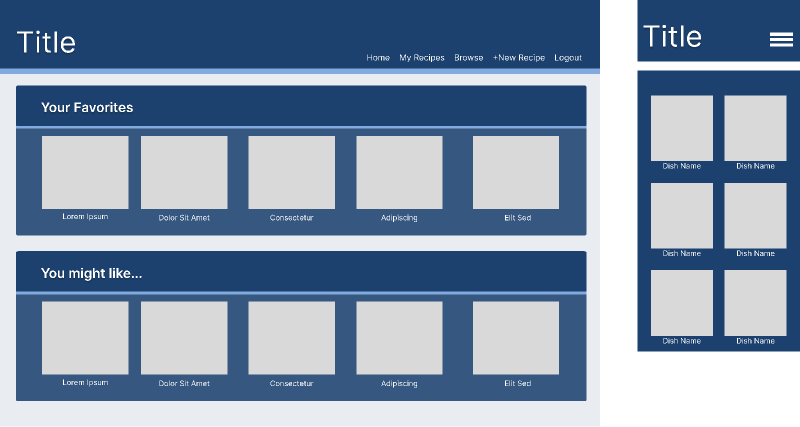 Title
Home My Recipes Browse +New Recipe Logout
Your Favorites
Lorem Ipsum Dolor Sit Amet Consectetur Adipiscing Elit Sed
You might like...
Lorem Ipsum Dolor Sit Amet Consectetur Adipiscing Elit Sed
Title
Dish Name Dish Name
Dish Name Dish Name
Dish Name Dish Name